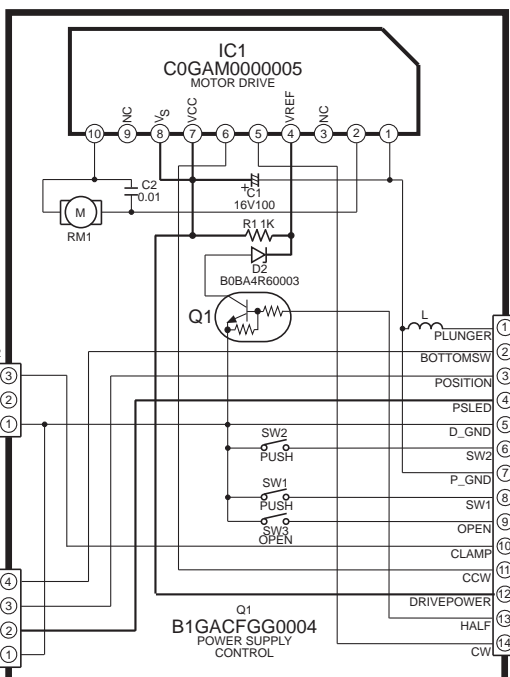 IC1
C0GAM0000005
MOTOR DRIVE
10 NC 9 VS 8 VCC 7 6 5 VREF 4 NC 3 2 1
C2
0.01
+
C1
16V100
M
RM1
R1 1K
D2
B0BA4R60003
Q1
L
1
PLUNGER
2
BOTTOMSW
3
POSITION
4
PSLED
5
D_GND
6
SW2
7
P_GND
8
SW1
9
OPEN
10
CLAMP
11
CCW
12
DRIVEPOWER
13
HALF
14
CW
3
2
1
SW2
PUSH
SW1
PUSH
SW3
OPEN
4
3
2
1
Q1
B1GACFGG0004
POWER SUPPLY
CONTROL